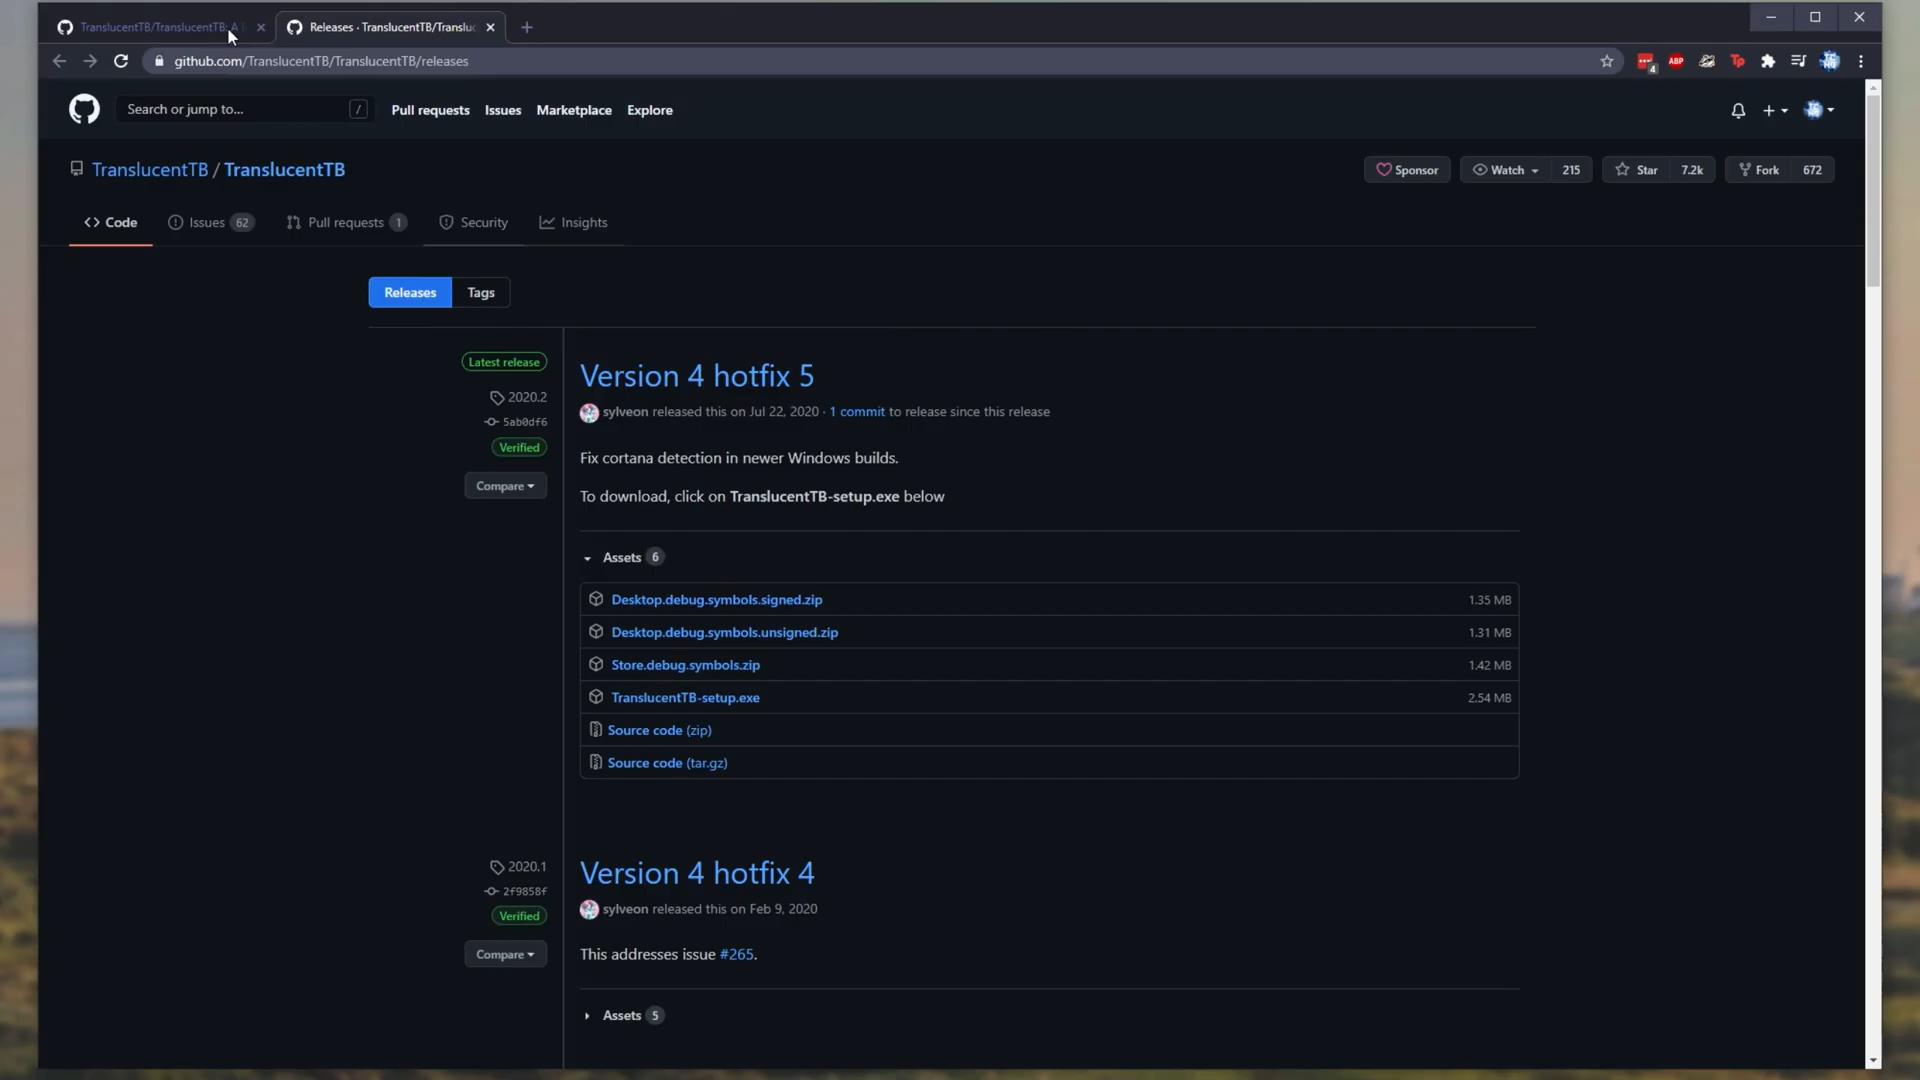 TranslucentTB/TranslucentTB: A
Releases · TranslucentTB/Transluc
github.com/TranslucentTB/TranslucentTB/releases
4
ABP
Tp
Search or jump to...
/
Pull requests
Issues
Marketplace
Explore
TranslucentTB / TranslucentTB
Sponsor
Watch
215
Star
7.2k
Fork
672
Code
Issues 62
Pull requests 1
Security
Insights
Releases
Tags
Latest release
2020.2
5ab0df6
Verified
Compare
Version 4 hotfix 5
sylveon released this on Jul 22, 2020 · 1 commit to release since this release
Fix cortana detection in newer Windows builds.
To download, click on TranslucentTB-setup.exe below
Assets 6
Desktop.debug.symbols.signed.zip 1.35 MB
Desktop.debug.symbols.unsigned.zip 1.31 MB
Store.debug.symbols.zip 1.42 MB
TranslucentTB-setup.exe 2.54 MB
Source code (zip)
Source code (tar.gz)
2020.1
2f9858f
Verified
Compare
Version 4 hotfix 4
sylveon released this on Feb 9, 2020
This addresses issue #265.
Assets 5